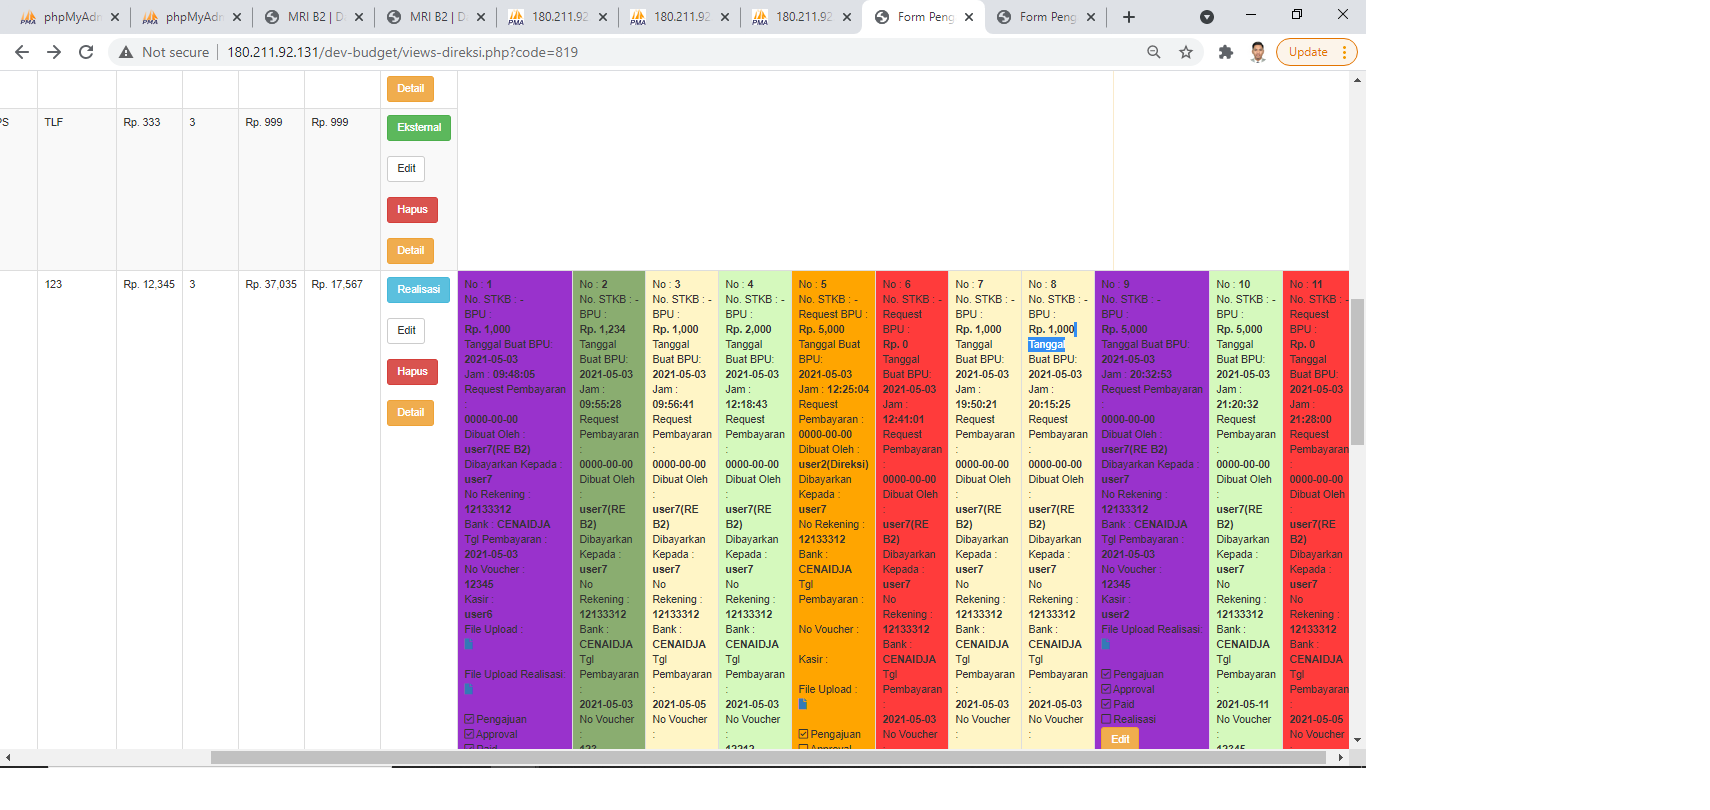 phpMyAdn
phpMyAdn
MRI B2 | D
MRI B2 | D
180.211.92
180.211.92
180.211.92
Form Peng
Form Peng
Not secure
180.211.92.131/dev-budget/views-direksi.php?code=819
Update
Detail
PS
TLF
Rp. 333
3
Rp. 999
Rp. 999
Eksternal
Edit
Hapus
Detail
123
Rp. 12,345
3
Rp. 37,035
Rp. 17,567
Realisasi
Edit
Hapus
Detail
No : 1
No. STKB : -
BPU :
Rp. 1,000
Tanggal Buat BPU:
2021-05-03
Jam : 09:48:05
Request Pembayaran
:
0000-00-00
Dibuat Oleh :
user7(RE B2)
Dibayarkan Kepada :
user7
No Rekening :
12133312
Bank : CENAIDJA
Tgl Pembayaran :
2021-05-03
No Voucher :
12345
Kasir :
user6
File Upload :
File Upload Realisasi:
Pengajuan
Approval
Paid
No : 2
No. STKB : -
BPU :
Rp. 1,234
Tanggal
Buat BPU:
2021-05-03
Jam :
09:55:28
Request
Pembayaran
:
0000-00-00
Dibuat Oleh
:
user7(RE
B2)
Dibayarkan
Kepada :
user7
No
Rekening :
12133312
Bank :
CENAIDJA
Tgl
Pembayaran
:
2021-05-03
No Voucher
:
123
No : 3
No. STKB : -
BPU :
Rp. 1,000
Tanggal
Buat BPU:
2021-05-03
Jam :
09:56:41
Request
Pembayaran
:
0000-00-00
Dibuat Oleh
:
user7(RE
B2)
Dibayarkan
Kepada :
user7
No
Rekening :
12133312
Bank :
CENAIDJA
Tgl
Pembayaran
:
2021-05-05
No Voucher
:
No : 4
No. STKB : -
BPU :
Rp. 2,000
Tanggal
Buat BPU:
2021-05-03
Jam :
12:18:43
Request
Pembayaran
:
0000-00-00
Dibuat Oleh
:
user7(RE
B2)
Dibayarkan
Kepada :
user7
No
Rekening :
12133312
Bank :
CENAIDJA
Tgl
Pembayaran
:
2021-05-03
No Voucher
:
12212
No : 5
No. STKB : -
Request BPU :
Rp. 5,000
Tanggal Buat
BPU:
2021-05-03
Jam : 12:25:04
Request
Pembayaran :
0000-00-00
Dibuat Oleh :
user2(Direksi)
Dibayarkan
Kepada :
user7
No Rekening :
12133312
Bank :
CENAIDJA
Tgl
Pembayaran :
No Voucher :
Kasir :
File Upload :
Pengajuan
Approval
No : 6
No. STKB : -
Request
BPU :
Rp. 0
Tanggal
Buat BPU:
2021-05-03
Jam :
12:41:01
Request
Pembayaran
:
0000-00-00
Dibuat Oleh
:
user7(RE
B2)
Dibayarkan
Kepada :
user7
No
Rekening :
12133312
Bank :
CENAIDJA
Tgl
Pembayaran
:
2021-05-03
No Voucher
:
No : 7
No. STKB : -
BPU :
Rp. 1,000
Tanggal
Buat BPU:
2021-05-03
Jam :
19:50:21
Request
Pembayaran
:
0000-00-00
Dibuat Oleh
:
user7(RE
B2)
Dibayarkan
Kepada :
user7
No
Rekening :
12133312
Bank :
CENAIDJA
Tgl
Pembayaran
:
2021-05-03
No Voucher
:
No : 8
No. STKB : -
BPU :
Rp. 1,000
Tanggal
Buat BPU:
2021-05-03
Jam :
20:15:25
Request
Pembayaran
:
0000-00-00
Dibuat Oleh
:
user7(RE
B2)
Dibayarkan
Kepada :
user7
No
Rekening :
12133312
Bank :
CENAIDJA
Tgl
Pembayaran
:
2021-05-03
No Voucher
:
No : 9
No. STKB : -
BPU :
Rp. 5,000
Tanggal Buat BPU:
2021-05-03
Jam : 20:32:53
Request Pembayaran
:
0000-00-00
Dibuat Oleh :
user7(RE B2)
Dibayarkan Kepada :
user7
No Rekening :
12133312
Bank : CENAIDJA
Tgl Pembayaran :
2021-05-03
No Voucher :
12345
Kasir :
user2
File Upload Realisasi:
Pengajuan
Approval
Paid
Realisasi
Edit
No : 10
No. STKB : -
BPU :
Rp. 5,000
Tanggal
Buat BPU:
2021-05-03
Jam :
21:20:32
Request
Pembayaran
:
0000-00-00
Dibuat Oleh
:
user7(RE
B2)
Dibayarkan
Kepada :
user7
No
Rekening :
12133312
Bank :
CENAIDJA
Tgl
Pembayaran
:
2021-05-11
No Voucher
:
12345
No : 11
No. STKB : -
Request
BPU :
Rp. 0
Tanggal
Buat BPU:
2021-05-03
Jam :
21:28:00
Request
Pembayaran
:
0000-00-00
Dibuat Oleh
:
user7(RE
B2)
Dibayarkan
Kepada :
user7
No
Rekening :
12133312
Bank :
CENAIDJA
Tgl
Pembayaran
:
2021-05-05
No Voucher
: